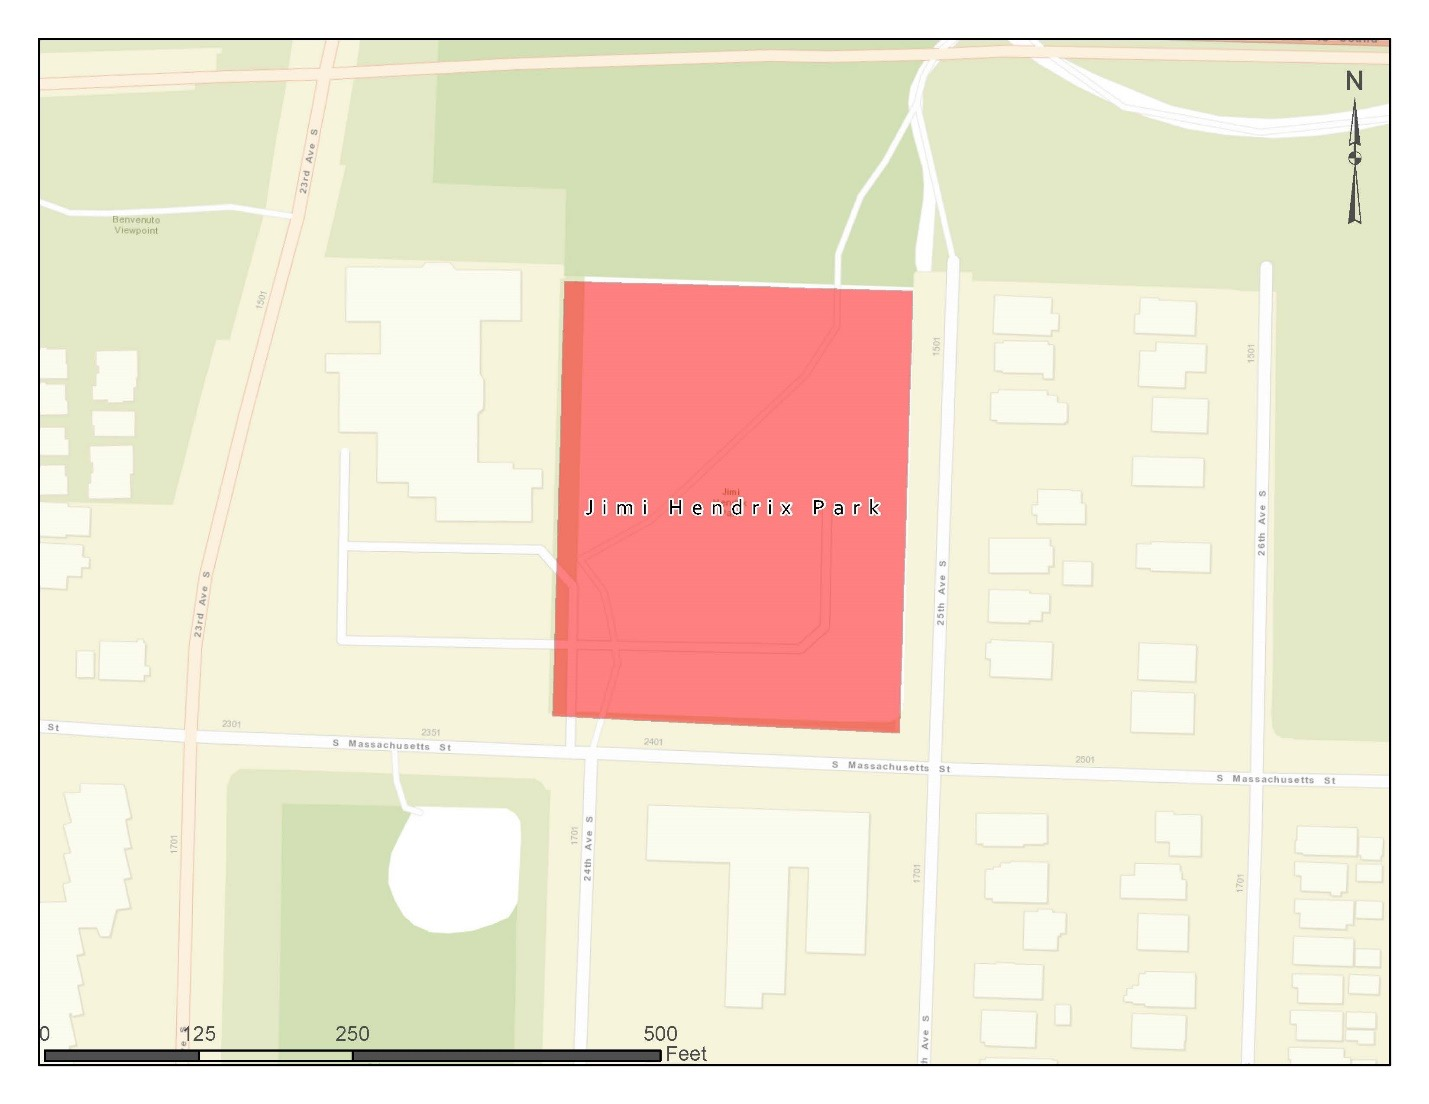 N
23rd Ave S
Benvenuto
Viewpoint
1501
1501
1501
Jimi
Jimi Hendrix Park
26th Ave S
25th Ave S
23rd Ave S
St
2301
2351
S Massachusetts St
2401
S Massachusetts St
2501
S Massachusetts St
1701
1701
24th Ave S
1701
1701
h Ave S
ve S
0 125 250 500
Feet